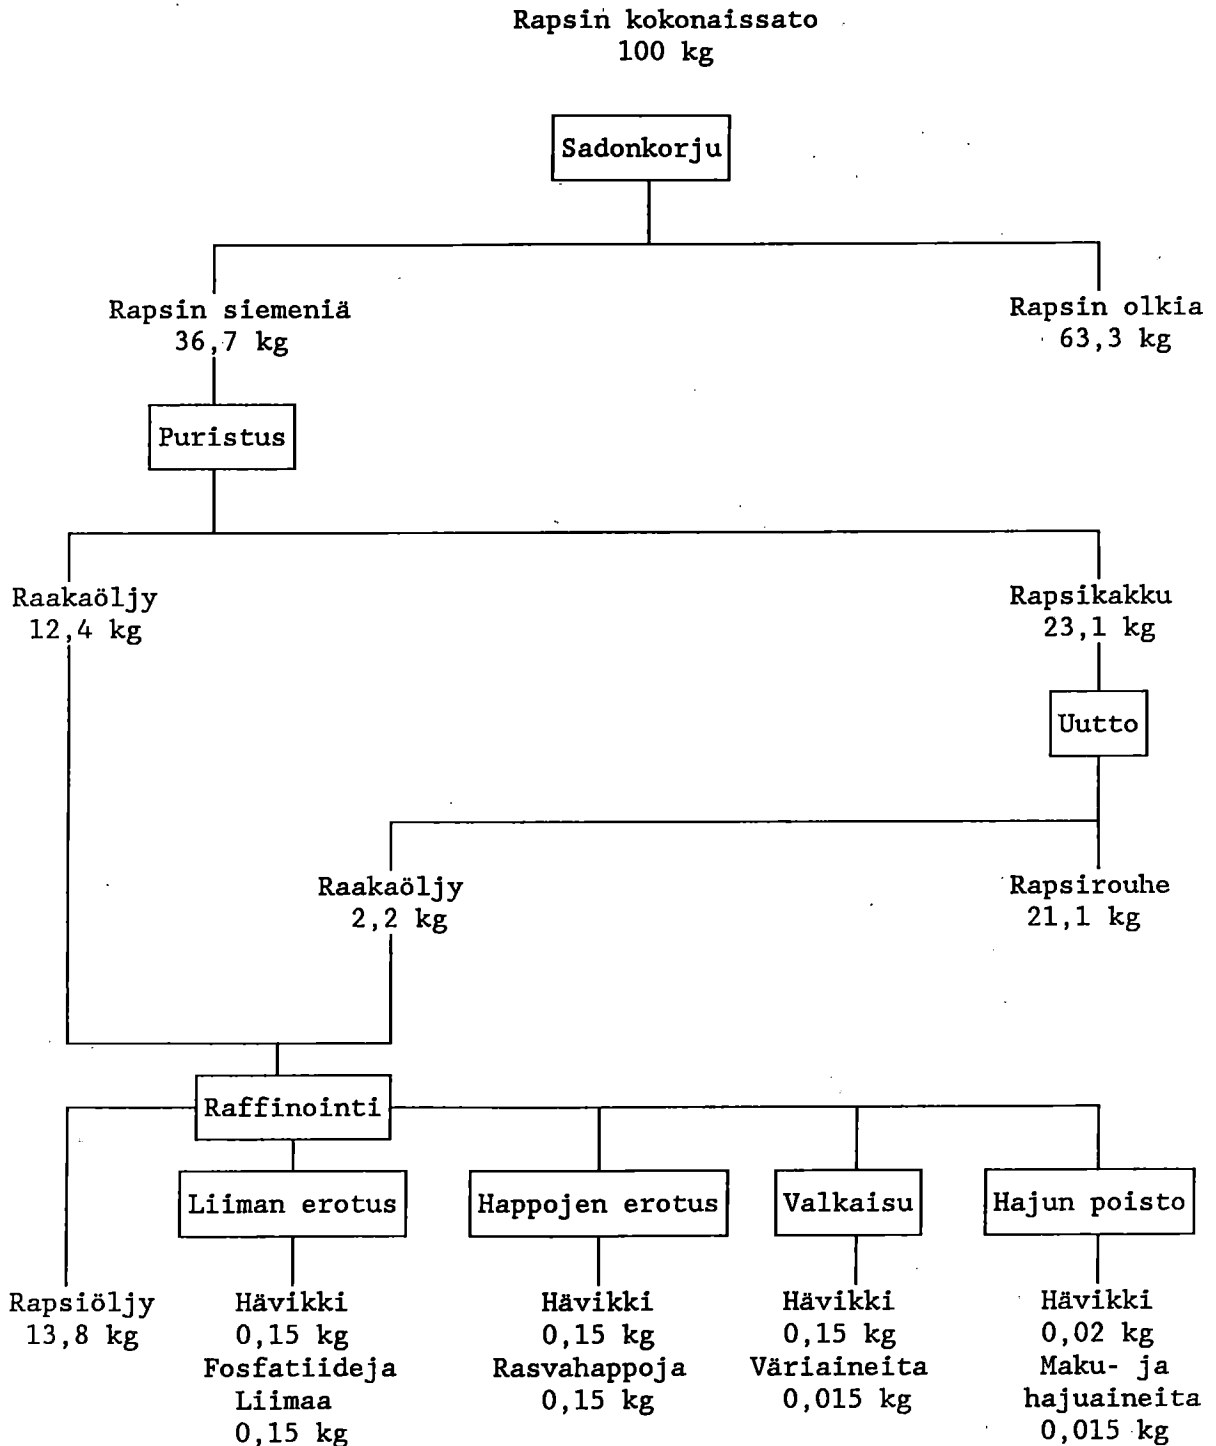 Rapsin kokonaissato
100 kg
Sadonkorju
Rapsin siemeniä
36,7 kg
Rapsin olkia
63,3 kg
Puristus
Raakaöljy
12,4 kg
Rapsikakku
23,1 kg
Uutto
Raakaöljy
2,2 kg
Rapsirouhe
21,1 kg
Raffinointi
Liiman erotus
Happojen erotus
Valkaisu
Hajun poisto
Rapsiöljy
13,8 kg
Hävikki
0,15 kg
Fosfatiideja
Liimaa
0,15 kg
Hävikki
0,15 kg
Rasvahappoja
0,15 kg
Hävikki
0,15 kg
Väriaineita
0,015 kg
Hävikki
0,02 kg
Maku- ja
hajuaineita
0,015 kg